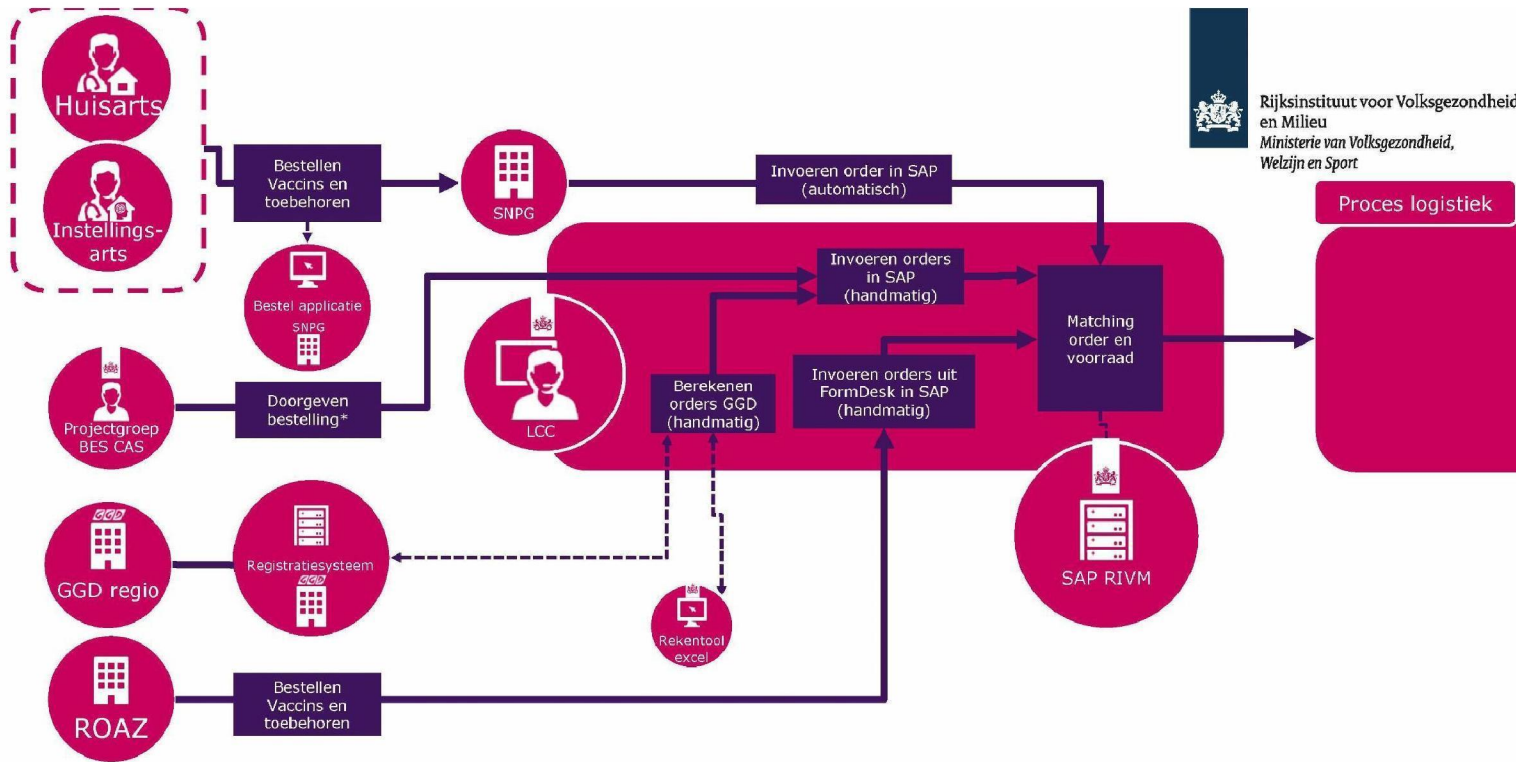 Huisarts
Instellings-
arts
Bestellen
Vaccins en
toebehoren
SNPG
Invoeren order in SAP
(automatisch)
Rijksinstituut voor Volksgezondheid
en Milieu
Ministerie van Volksgezondheid,
Welzijn en Sport
Proces logistiek
Bestel applicatie
SNPG
Invoeren orders
in SAP
(handmatig)
Matching
order en
voorraad
LCC
Berekenen
orders GGD
(handmatig)
Invoeren orders uit
FormDesk in SAP
(handmatig)
Projectgroep
BES CAS
Doorgeven
bestelling*
GGD
GGD regio
Registratiesysteem
GGD
Rekentool
excel
SAP RIVM
ROAZ
Bestellen
Vaccins en
toebehoren